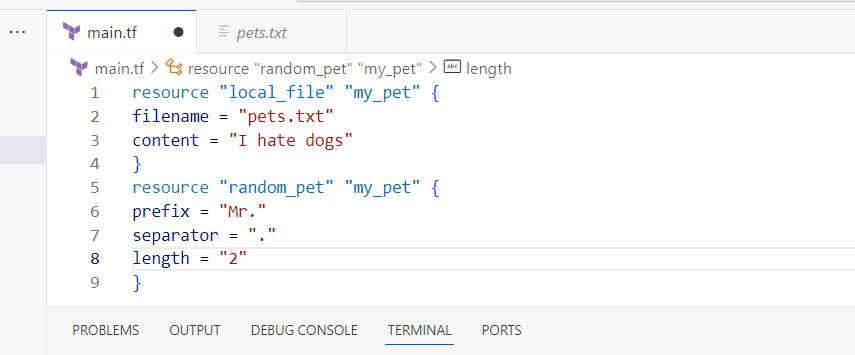 main.tf
pets.txt
main.tf > resource "random_pet" "my_pet" > abc length
1 resource "local_file" "my_pet" {
2 filename = "pets.txt"
3 content = "I hate dogs"
4 }
5 resource "random_pet" "my_pet" {
6 prefix = "Mr."
7 separator = "."
8 length = "2"
9 }
PROBLEMS OUTPUT DEBUG CONSOLE TERMINAL PORTS